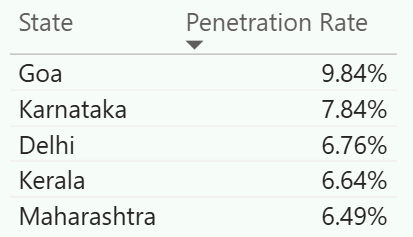 State Penetration Rate
Goa 9.84%
Karnataka 7.84%
Delhi 6.76%
Kerala 6.64%
Maharashtra 6.49%